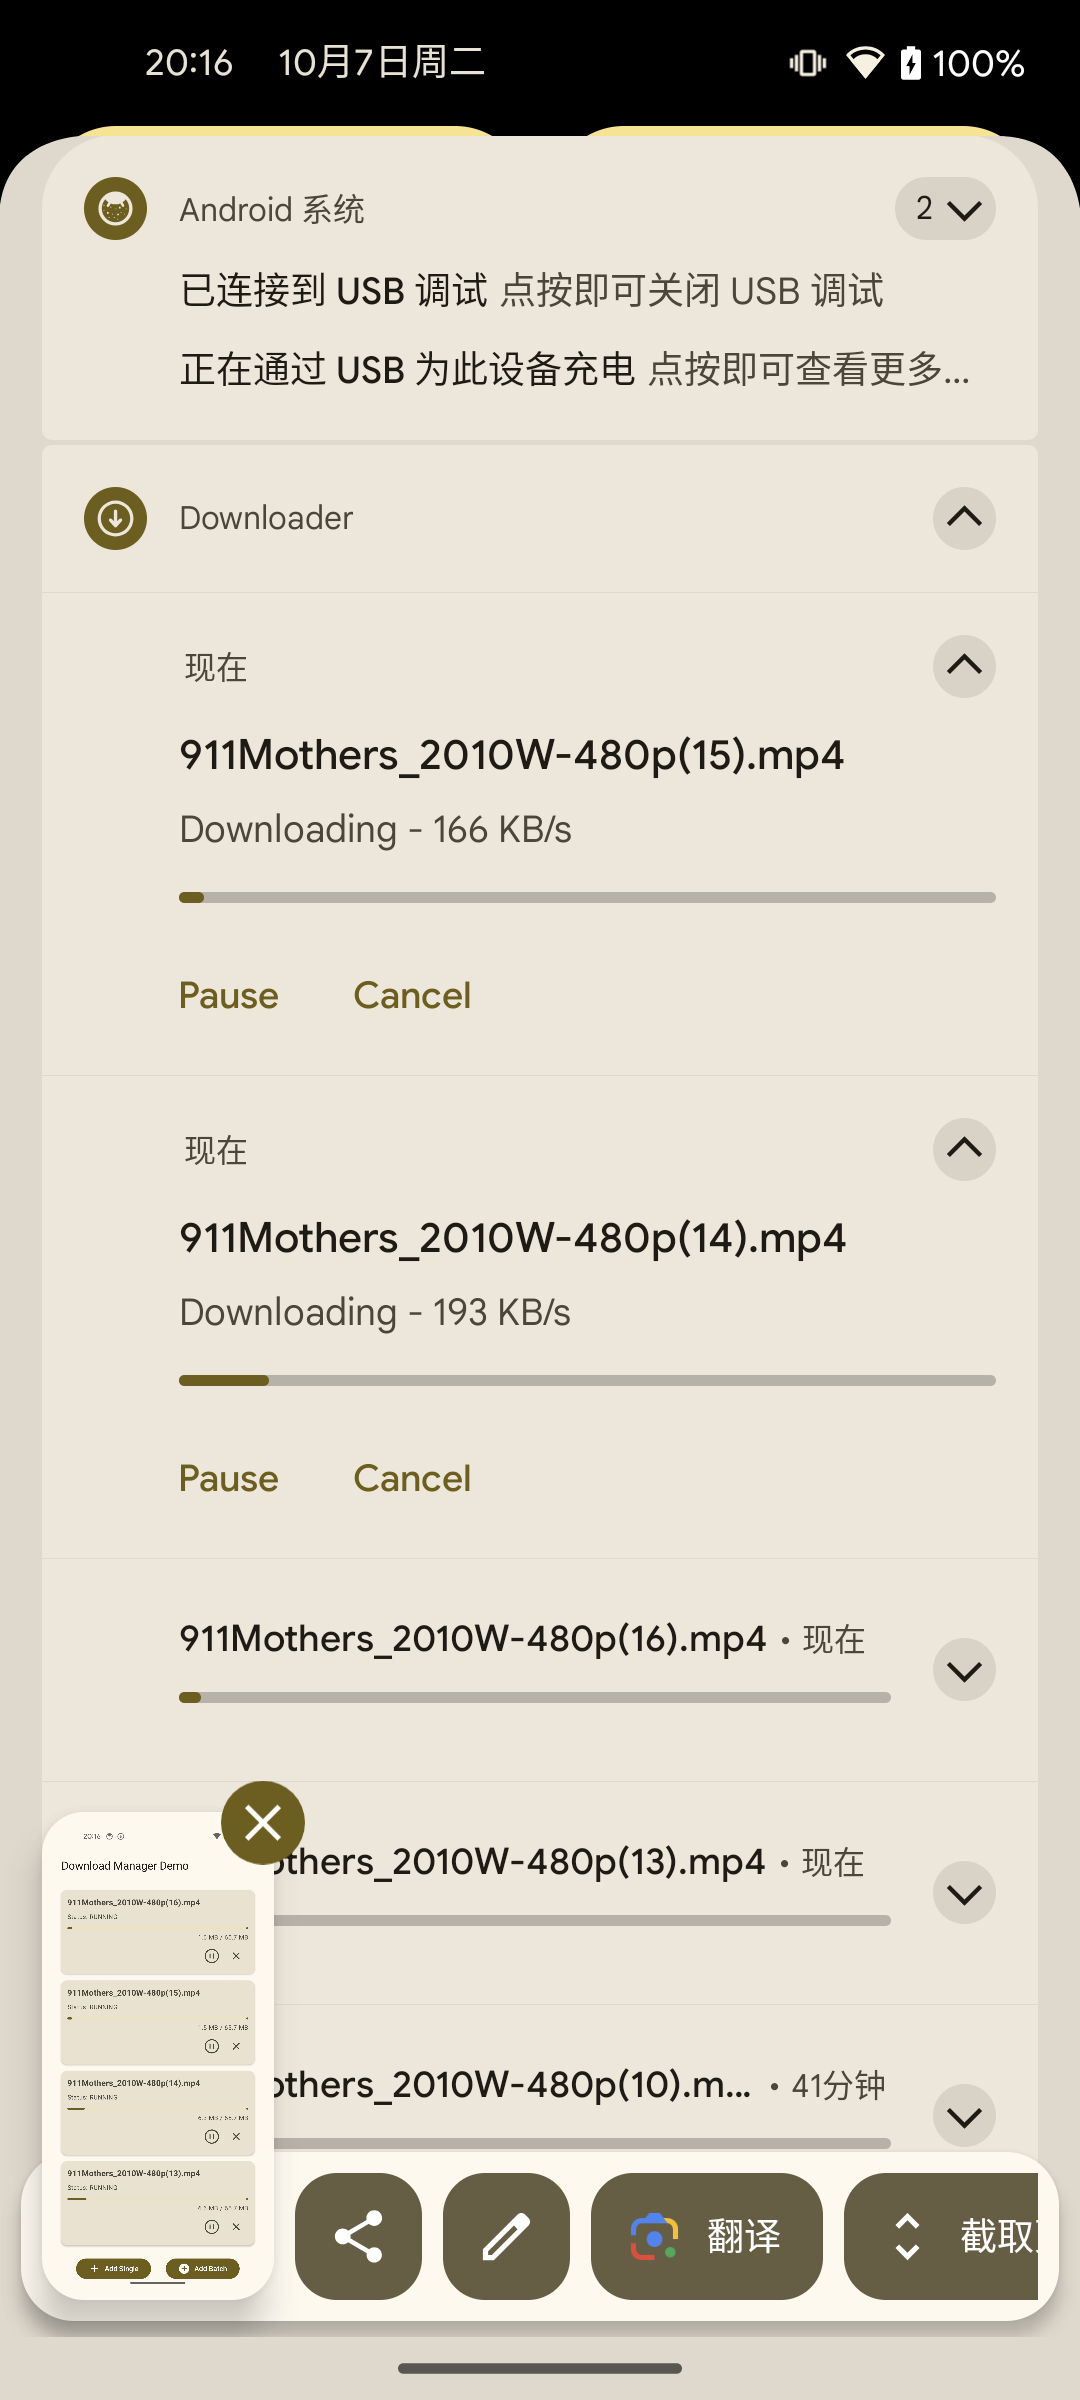 20:16 10月7日周二 100%
Android 系统 2
已连接到 USB 调试 点按即可关闭 USB 调试
正在通过 USB 为此设备充电 点按即可查看更多...
Downloader
现在
911Mothers_2010W-480p(15).mp4
Downloading - 166 KB/s
Pause Cancel
现在
911Mothers_2010W-480p(14).mp4
Downloading - 193 KB/s
Pause Cancel
911Mothers_2010W-480p(16).mp4 • 现在
others_2010W-480p(13).mp4 • 现在
others_2010W-480p(10).m... • 41分钟
20:16
Download Manager Demo
911Mothers_2010W-480p(16).mp4
Status: RUNNING
911Mothers_2010W-480p(15).mp4
Status: RUNNING
911Mothers_2010W-480p(14).mp4
Status: RUNNING
911Mothers_2010W-480p(13).mp4
Status: RUNNING
Add Single Add Batch
翻译 截取